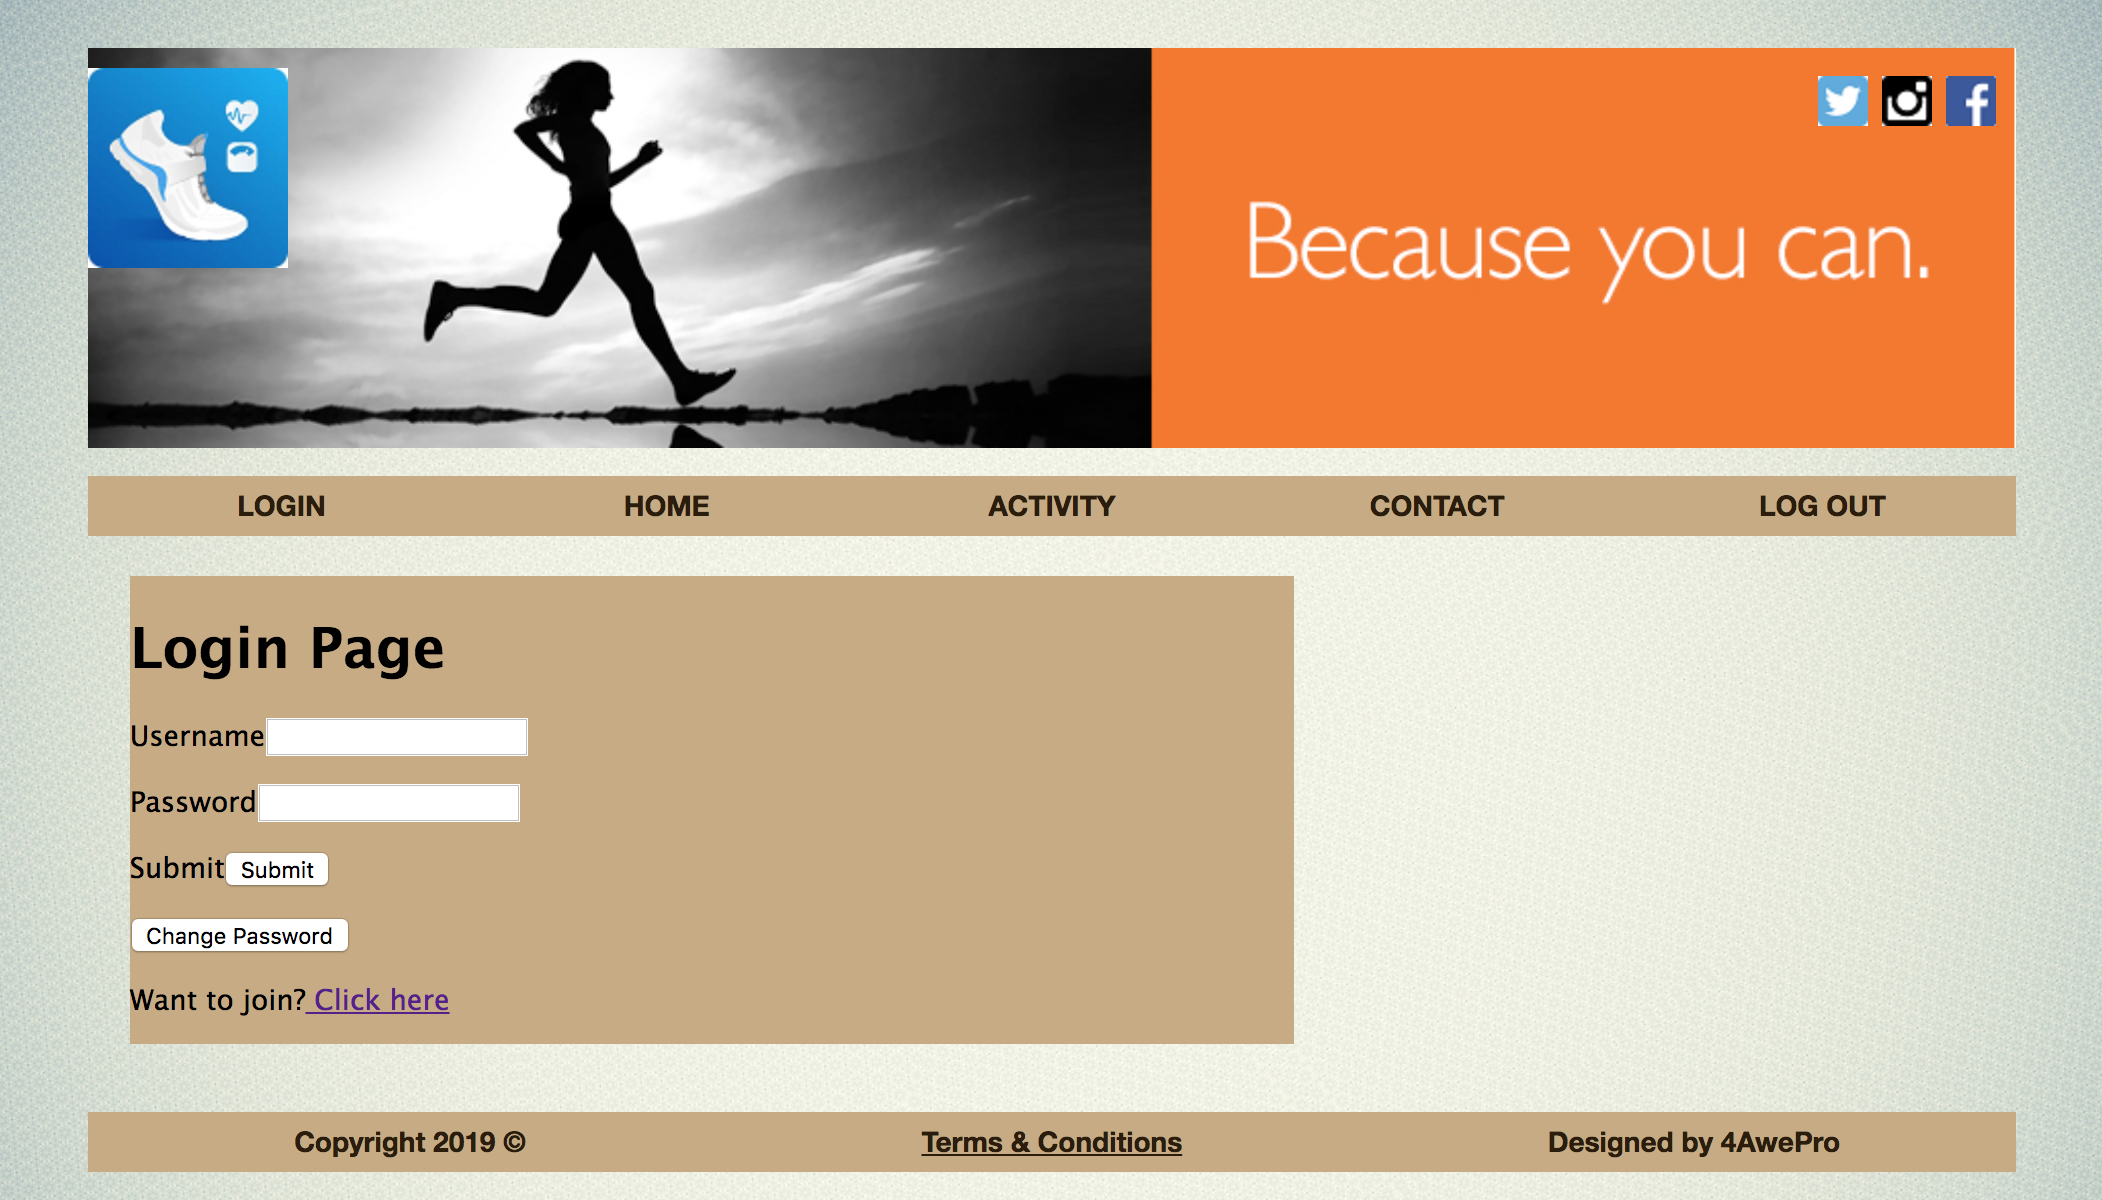 Because you can.
LOGIN HOME ACTIVITY CONTACT LOG OUT
Login Page
Username
Password
Submit Submit
Change Password
Want to join? Click here
Copyright 2019 © Terms & Conditions Designed by 4AwePro